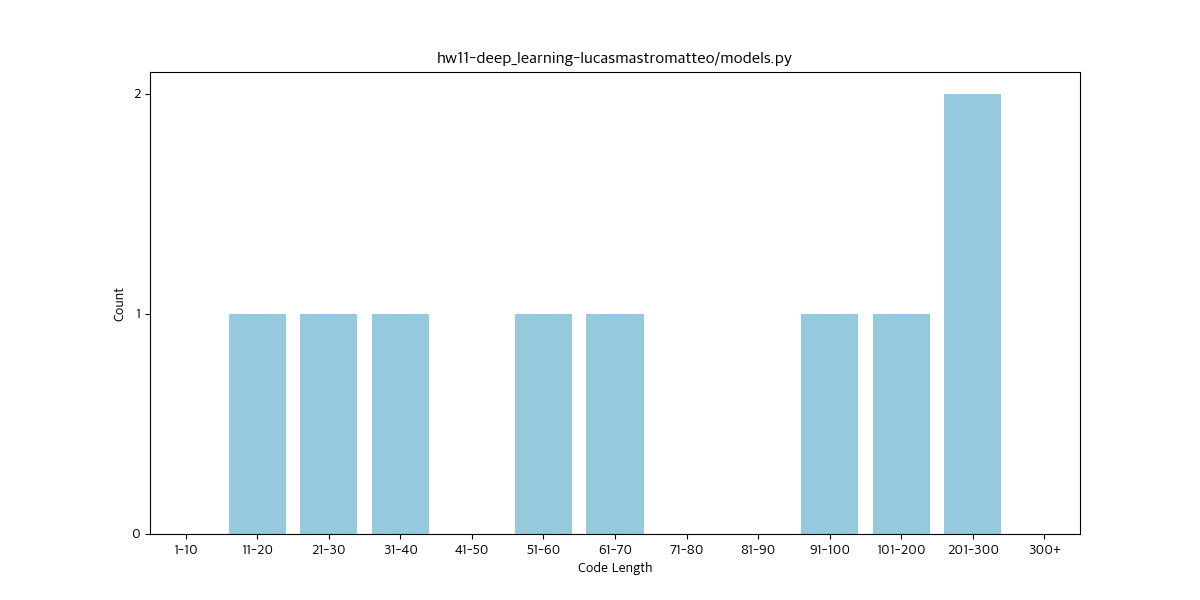 hw11-deep_learning-lucasmastromatteo/models.py
Count
2
1
0
1-10 11-20 21-30 31-40 41-50 51-60 61-70 71-80 81-90 91-100 101-200 201-300 300+
Code Length